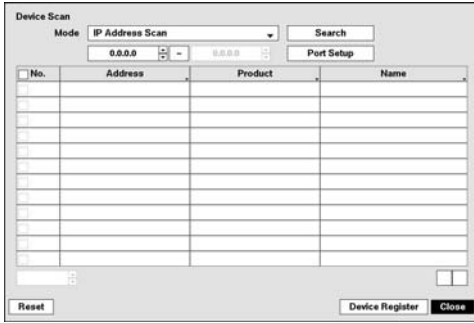 Device Scan
Mode IP Address Scan Search
0.0.0.0 – 0.0.0.0 Port Setup
No. Address Product Name
Reset Device Register Close